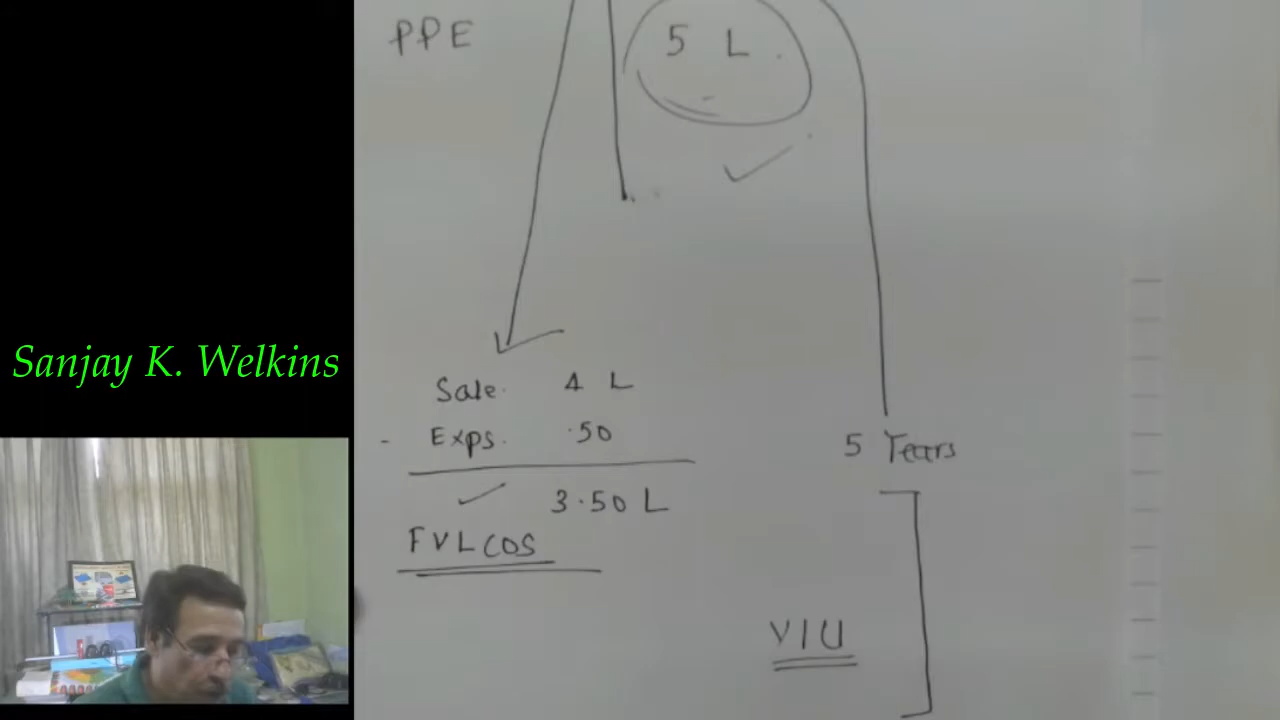 PPE
5 L
Sanjay K. Welkins
Sale. 4 L
- Exps. .50
3.50 L
FVLCOS
5 Years
VIU